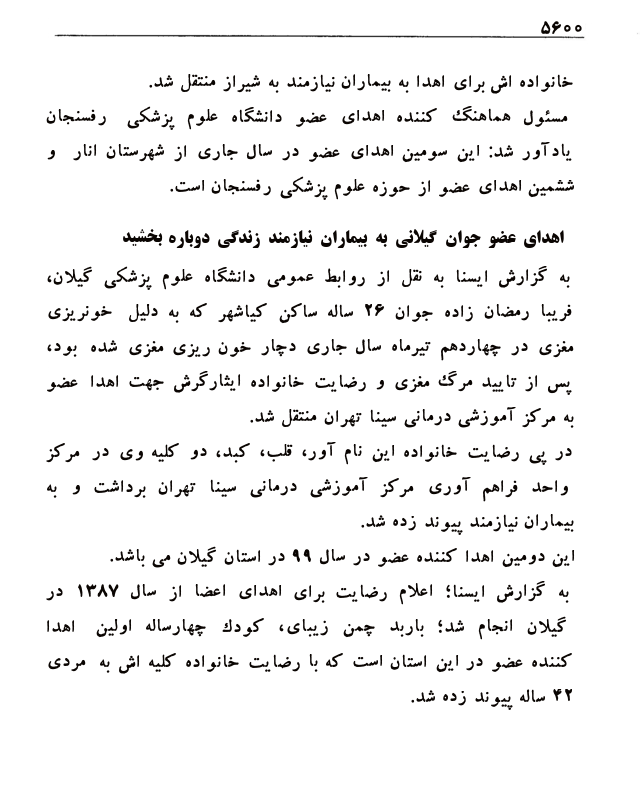 ۵۶۰۰
خانواده اش برای اهدا به بیماران نیازمند به شیراز منتقل شد.
مسئول هماهنگ کننده اهدای عضو دانشگاه علوم پزشکی رفسنجان
یادآور شد: این سومین اهدای عضو در سال جاری از شهرستان انار و
ششمین اهدای عضو از حوزه علوم پزشکی رفسنجان است.
اهدای عضو جوان گیلانی به بیماران نیازمند زندگی دوباره بخشید
به گزارش ایسنا به نقل از روابط عمومی دانشگاه علوم پزشکی گیلان،
فریبا رمضان زاده جوان ۲۶ ساله ساکن کیاشهر که به دلیل خونریزی
مغزی در چهاردهم تیرماه سال جاری دچار خون ریزی مغزی شده بود،
پس از تایید مرگ مغزی و رضایت خانواده ایثارگرش جهت اهدا عضو
به مرکز آموزشی درمانی سینا تهران منتقل شد.
در پی رضایت خانواده این نام آور، قلب، کبد، دو کلیه وی در مرکز
واحد فراهم آوری مرکز آموزشی درمانی سینا تهران برداشت و به
بیماران نیازمند پیوند زده شد.
این دومین اهدا کننده عضو در سال ۹۹ در استان گیلان می باشد.
به گزارش ایسنا؛ اعلام رضایت برای اهدای اعضا از سال ۱۳۸۷ در
گیلان انجام شد؛ باربد چمن زیبای، کودک چهارساله اولین اهدا
کننده عضو در این استان است که با رضایت خانواده کلیه اش به مردی
۴۲ ساله پیوند زده شد.